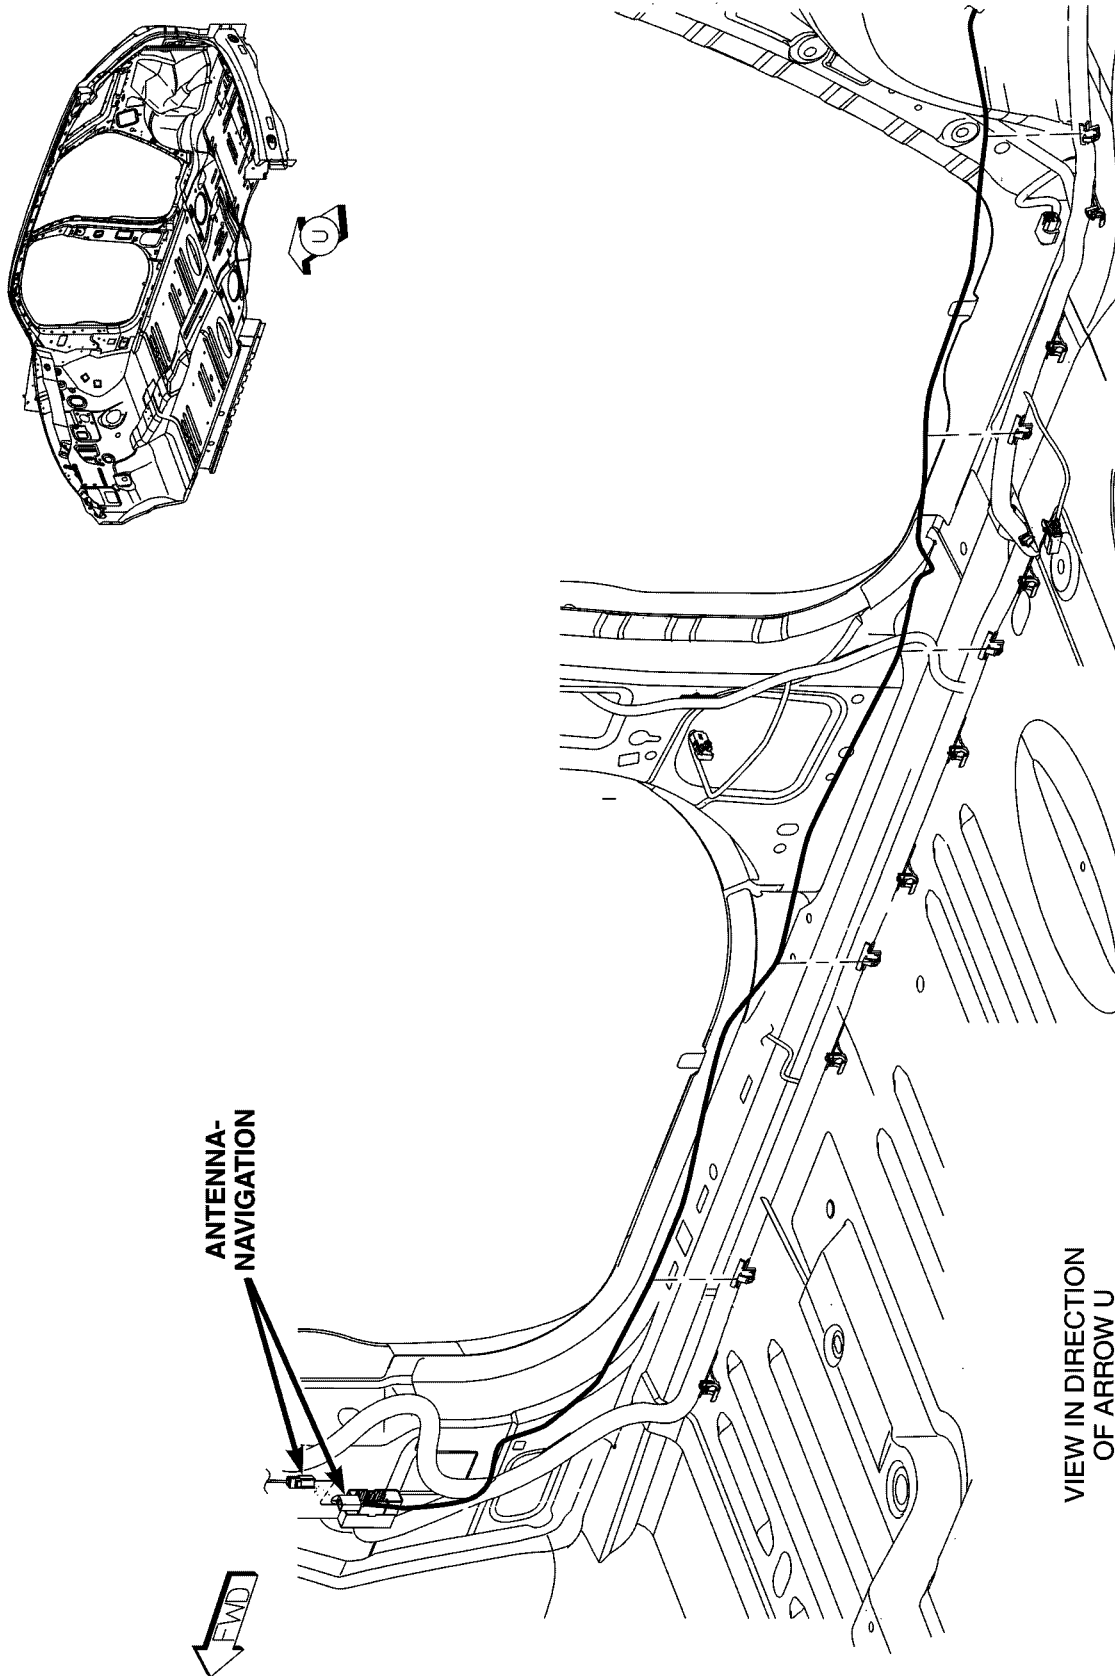 U
ANTENNA-
NAVIGATION
FWD
VIEW IN DIRECTION
OF ARROW U